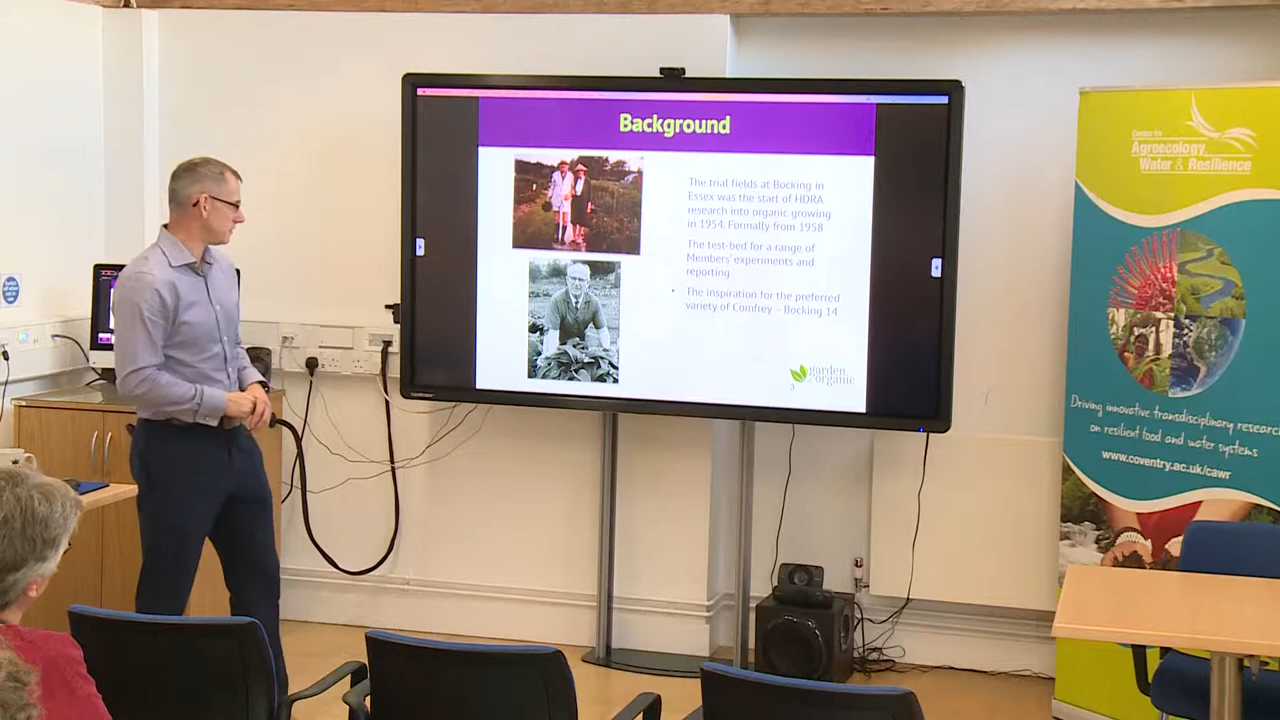 Background
The trial fields at Bocking in
Essex was the start of HDRA
research into organic growing
in 1954. Formally from 1958
The test-bed for a range of
Members' experiments and
reporting
• The inspiration for the preferred
variety of Comfrey – Bocking 14
garden
organic
3
Centre for
Agroecology,
Water & Resilience
Driving innovative transdisciplinary research
on resilient food and water systems
www.coventry.ac.uk/cawr